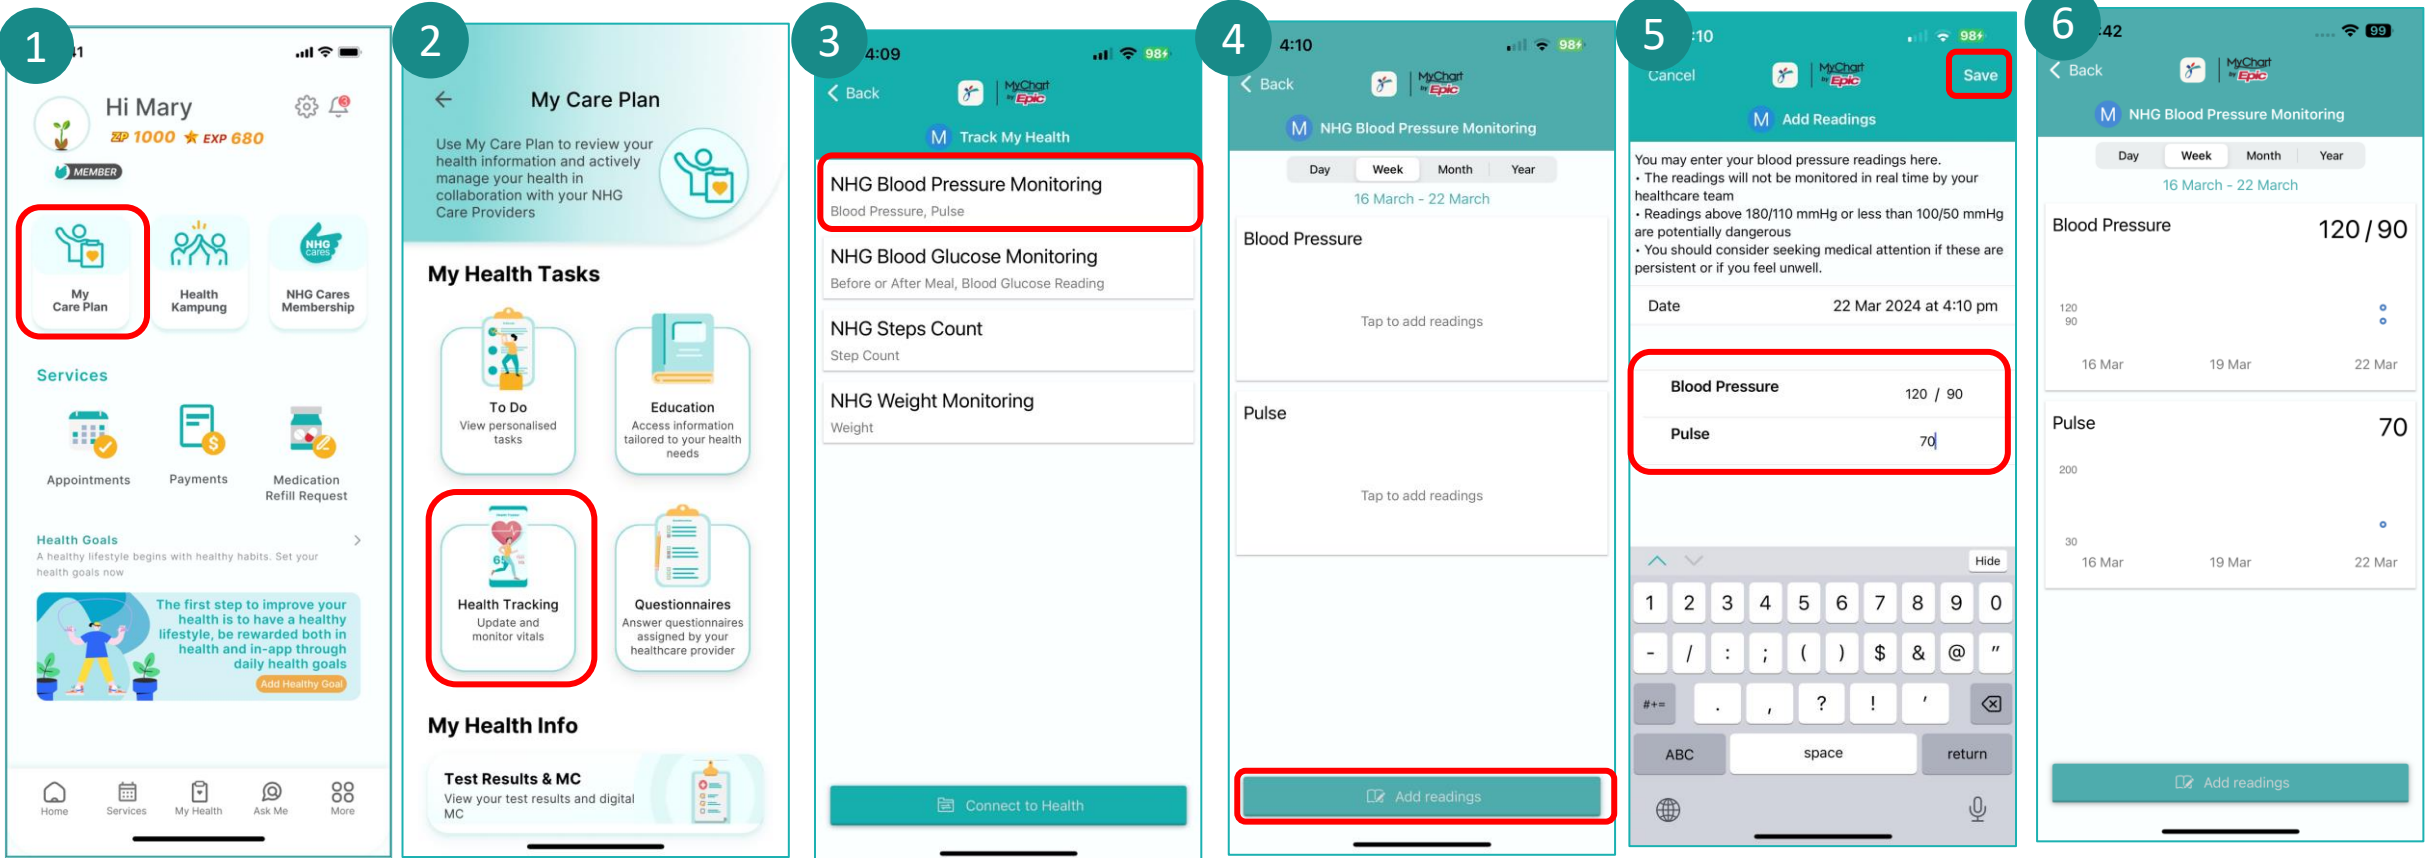 1
41
Hi Mary
3
ZP 1000 EXP 680
MEMBER
NHG
cares
My
Care Plan
Health
Kampung
NHG Cares
Membership
Services
Appointments
Payments
Medication
Refill Request
Health Goals
A healthy lifestyle begins with healthy habits. Set your
health goals now
The first step to improve your
health is to have a healthy
lifestyle, be rewarded both in
health and in-app through
daily health goals
Add Healthy Goal
Home
Services
My Health
Ask Me
More
2
My Care Plan
Use My Care Plan to review your
health information and actively
manage your health in
collaboration with your NHG
Care Providers
My Health Tasks
To Do
View personalised
tasks
Education
Access information
tailored to your health
needs
Health Tracking
Update and
monitor vitals
Questionnaires
Answer questionnaires
assigned by your
healthcare provider
My Health Info
Test Results & MC
View your test results and digital
MC
3
4:09
98
Back
MyChart
by Epic
M Track My Health
NHG Blood Pressure Monitoring
Blood Pressure, Pulse
NHG Blood Glucose Monitoring
Before or After Meal, Blood Glucose Reading
NHG Steps Count
Step Count
NHG Weight Monitoring
Weight
Connect to Health
4
4:10
98
Back
MyChart
by Epic
M NHG Blood Pressure Monitoring
Day Week Month Year
16 March - 22 March
Blood Pressure
Tap to add readings
Pulse
Tap to add readings
Add readings
5
:10
98
Cancel
MyChart
by Epic
Save
M Add Readings
You may enter your blood pressure readings here.
• The readings will not be monitored in real time by your
healthcare team
• Readings above 180/110 mmHg or less than 100/50 mmHg
are potentially dangerous
• You should consider seeking medical attention if these are
persistent or if you feel unwell.
Date 22 Mar 2024 at 4:10 pm
Blood Pressure 120 / 90
Pulse 70
Hide
1 2 3 4 5 6 7 8 9 0
- / : ; ( ) $ & @ "
#+= . , ? ! '
ABC space return
6
:42
99
Back
MyChart
by Epic
M NHG Blood Pressure Monitoring
Day Week Month Year
16 March - 22 March
Blood Pressure 120/90
120
90
16 Mar 19 Mar 22 Mar
Pulse 70
200
30
16 Mar 19 Mar 22 Mar
Add readings